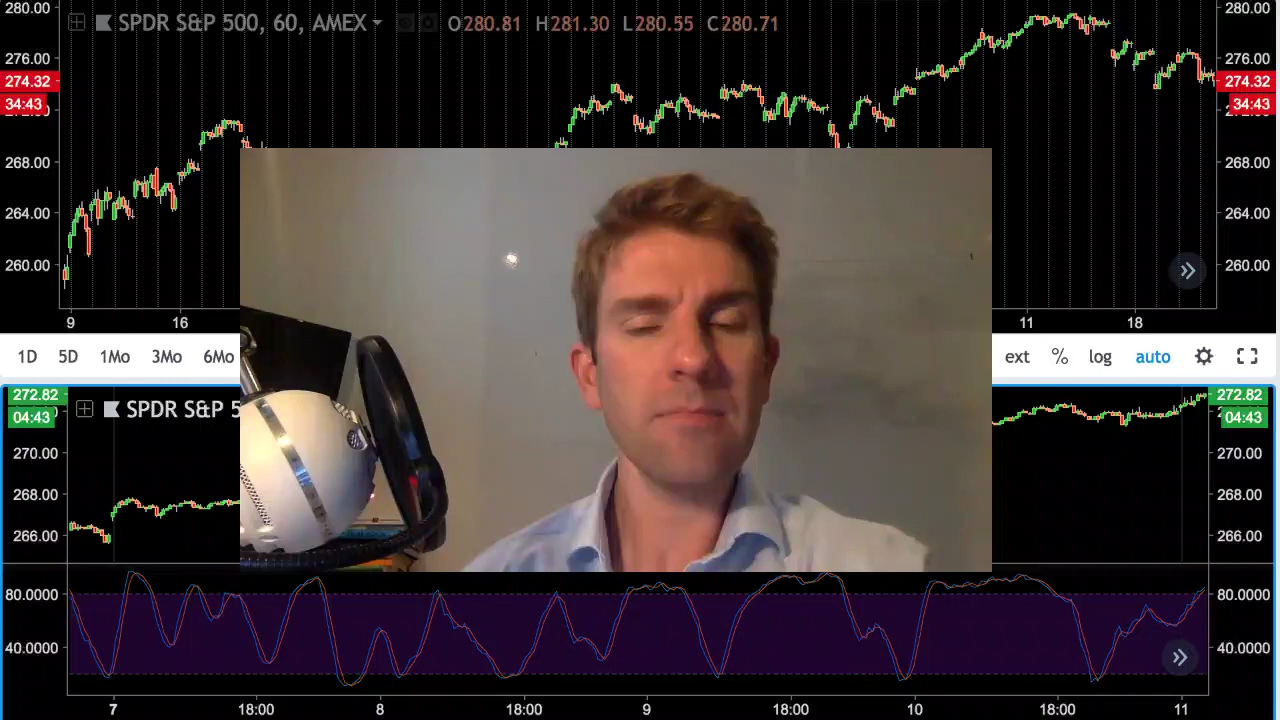 280.00 SPDR S&P 500, 60, AMEX O280.81 H281.30 L280.55 C280.71 280.00
276.00 276.00
274.32 274.32
34:43 34:43
268.00 268.00
264.00 264.00
260.00 260.00
9 16 11 18
1D 5D 1Mo 3Mo 6Mo ext % log auto
272.82 272.82
04:43 SPDR S&P 5 04:43
270.00 270.00
268.00 268.00
266.00 266.00
80.0000 80.0000
40.0000 40.0000
7 18:00 8 18:00 9 18:00 10 18:00 11